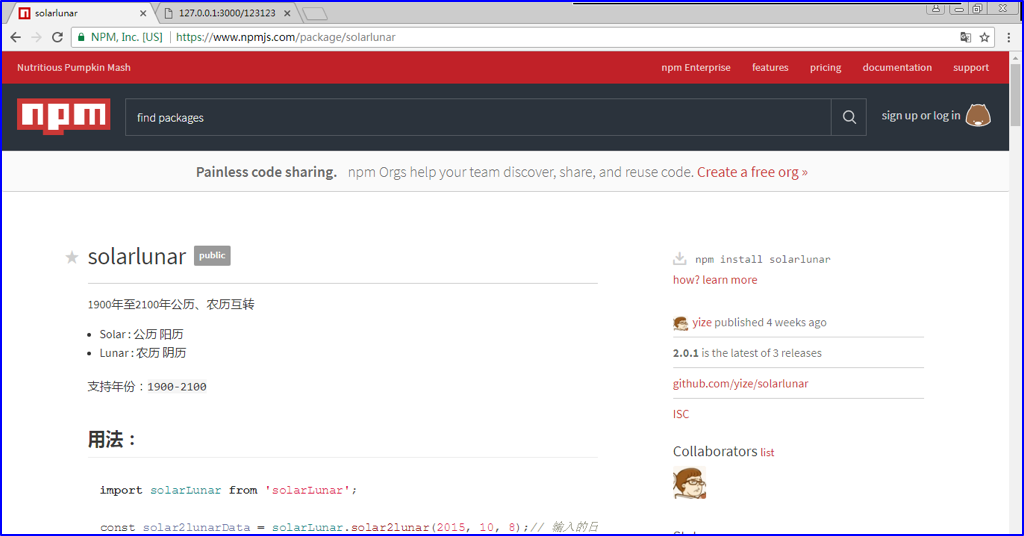 solarlunar
127.0.0.1:3000/123123
NPM, Inc. [US]
https://www.npmjs.com/package/solarlunar
Nutritious Pumpkin Mash
npm Enterprise features pricing documentation support
npm
find packages
sign up or log in
Painless code sharing. npm Orgs help your team discover, share, and reuse code. Create a free org »
solarlunar public
1900年至2100年公历、农历互转
Solar : 公历 阳历
Lunar : 农历 阴历
支持年份：1900-2100
用法：
import solarLunar from 'solarLunar';
const solar2lunarData = solarLunar.solar2lunar(2015, 10, 8);// 输入的日
npm install solarlunar
how? learn more
yize published 4 weeks ago
2.0.1 is the latest of 3 releases
github.com/yize/solarlunar
ISC
Collaborators list